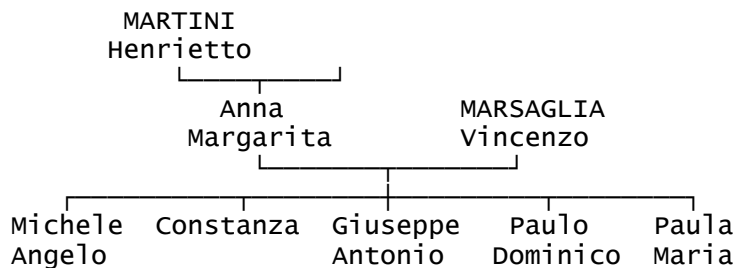 MARTINI
Henrietto
Anna MARSAGLIA
Margarita Vincenzo
Michele Constanza Giuseppe Paulo Paula
Angelo Antonio Dominico Maria